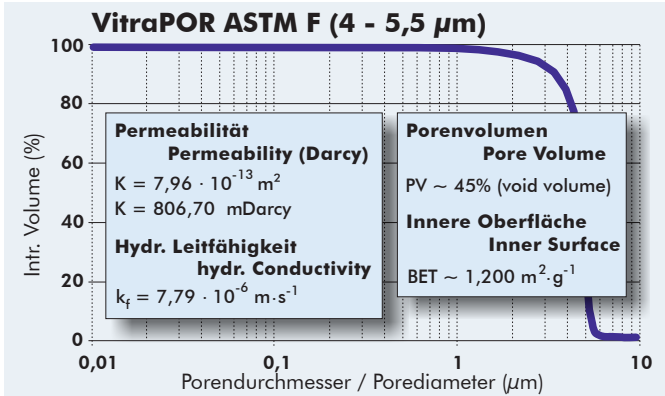 VitraPOR ASTM F (4 - 5,5 µm)
Intr. Volume (%)
100
80
60
40
20
0
Permeabilität
Permeability (Darcy)
K = 7,96 · 10⁻¹³ m²
K = 806,70 mDarcy
Hydr. Leitfähigkeit
hydr. Conductivity
k_f = 7,79 · 10⁻⁶ m·s⁻¹
Porenvolumen
Pore Volume
PV ~ 45% (void volume)
Innere Oberfläche
Inner Surface
BET ~ 1,200 m²·g⁻¹
0,01 0,1 1 10
Porendurchmesser / Porediameter (µm)